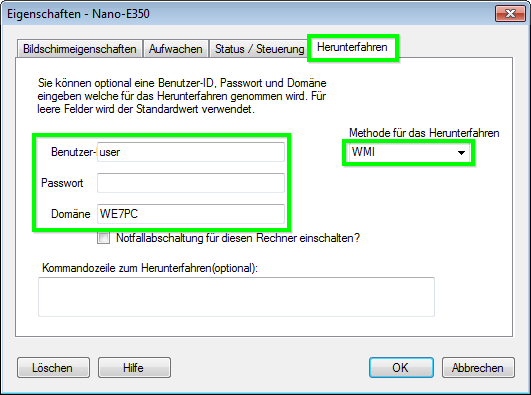 Eigenschaften - Nano-E350
Bildschirmeigenschaften Aufwachen Status / Steuerung Herunterfahren
Sie können optional eine Benutzer-ID, Passwort und Domäne
eingeben welche für das Herunterfahren genommen wird. Für
leere Felder wird der Standardwert verwendet.
Methode für das Herunterfahren
Benutzer- user
WMI
Passwort
Domäne WE7PC
Notfallabschaltung für diesen Rechner einschalten?
Kommandozeile zum Herunterfahren(optional):
Löschen Hilfe OK Abbrechen